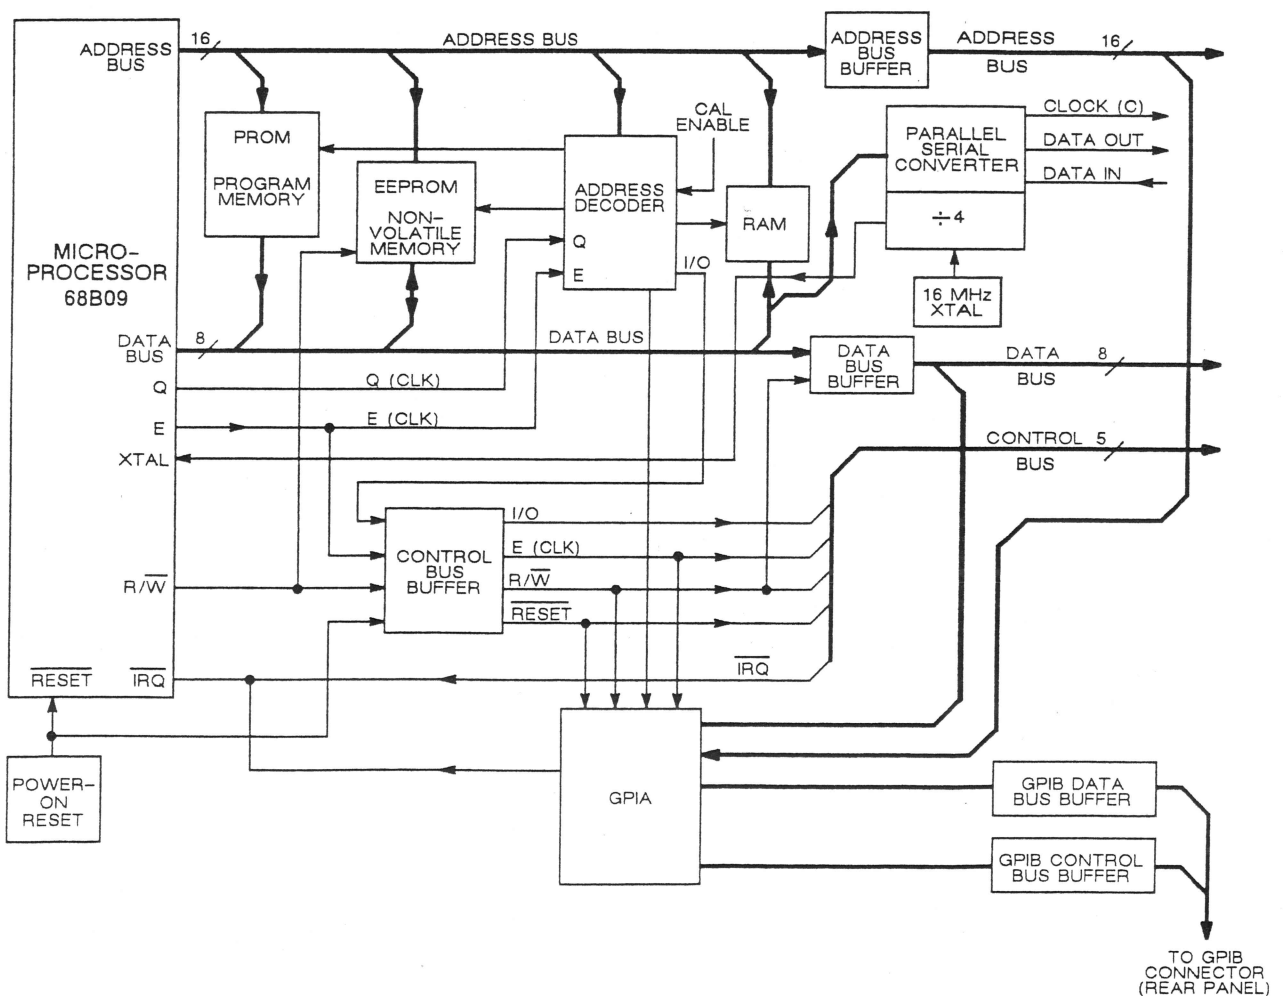 ADDRESS
BUS
16
ADDRESS BUS
ADDRESS
BUS
BUFFER
ADDRESS
BUS
16
PROM
PROGRAM
MEMORY
EEPROM
NON-
VOLATILE
MEMORY
CAL
ENABLE
ADDRESS
DECODER
Q
E
I/O
RAM
PARALLEL
SERIAL
CONVERTER
÷4
CLOCK (C)
DATA OUT
DATA IN
16 MHz
XTAL
MICRO-
PROCESSOR
68B09
DATA
BUS
8
DATA BUS
DATA
BUS
BUFFER
DATA
BUS
8
Q
Q (CLK)
E
E (CLK)
XTAL
CONTROL
BUS
5
CONTROL
BUS
BUFFER
I/O
E (CLK)
R/W̅
R̅E̅S̅E̅T̅
R/W̅
R̅E̅S̅E̅T̅
I̅R̅Q̅
I̅R̅Q̅
POWER-
ON
RESET
GPIA
GPIB DATA
BUS BUFFER
GPIB CONTROL
BUS BUFFER
TO GPIB
CONNECTOR
(REAR PANEL)